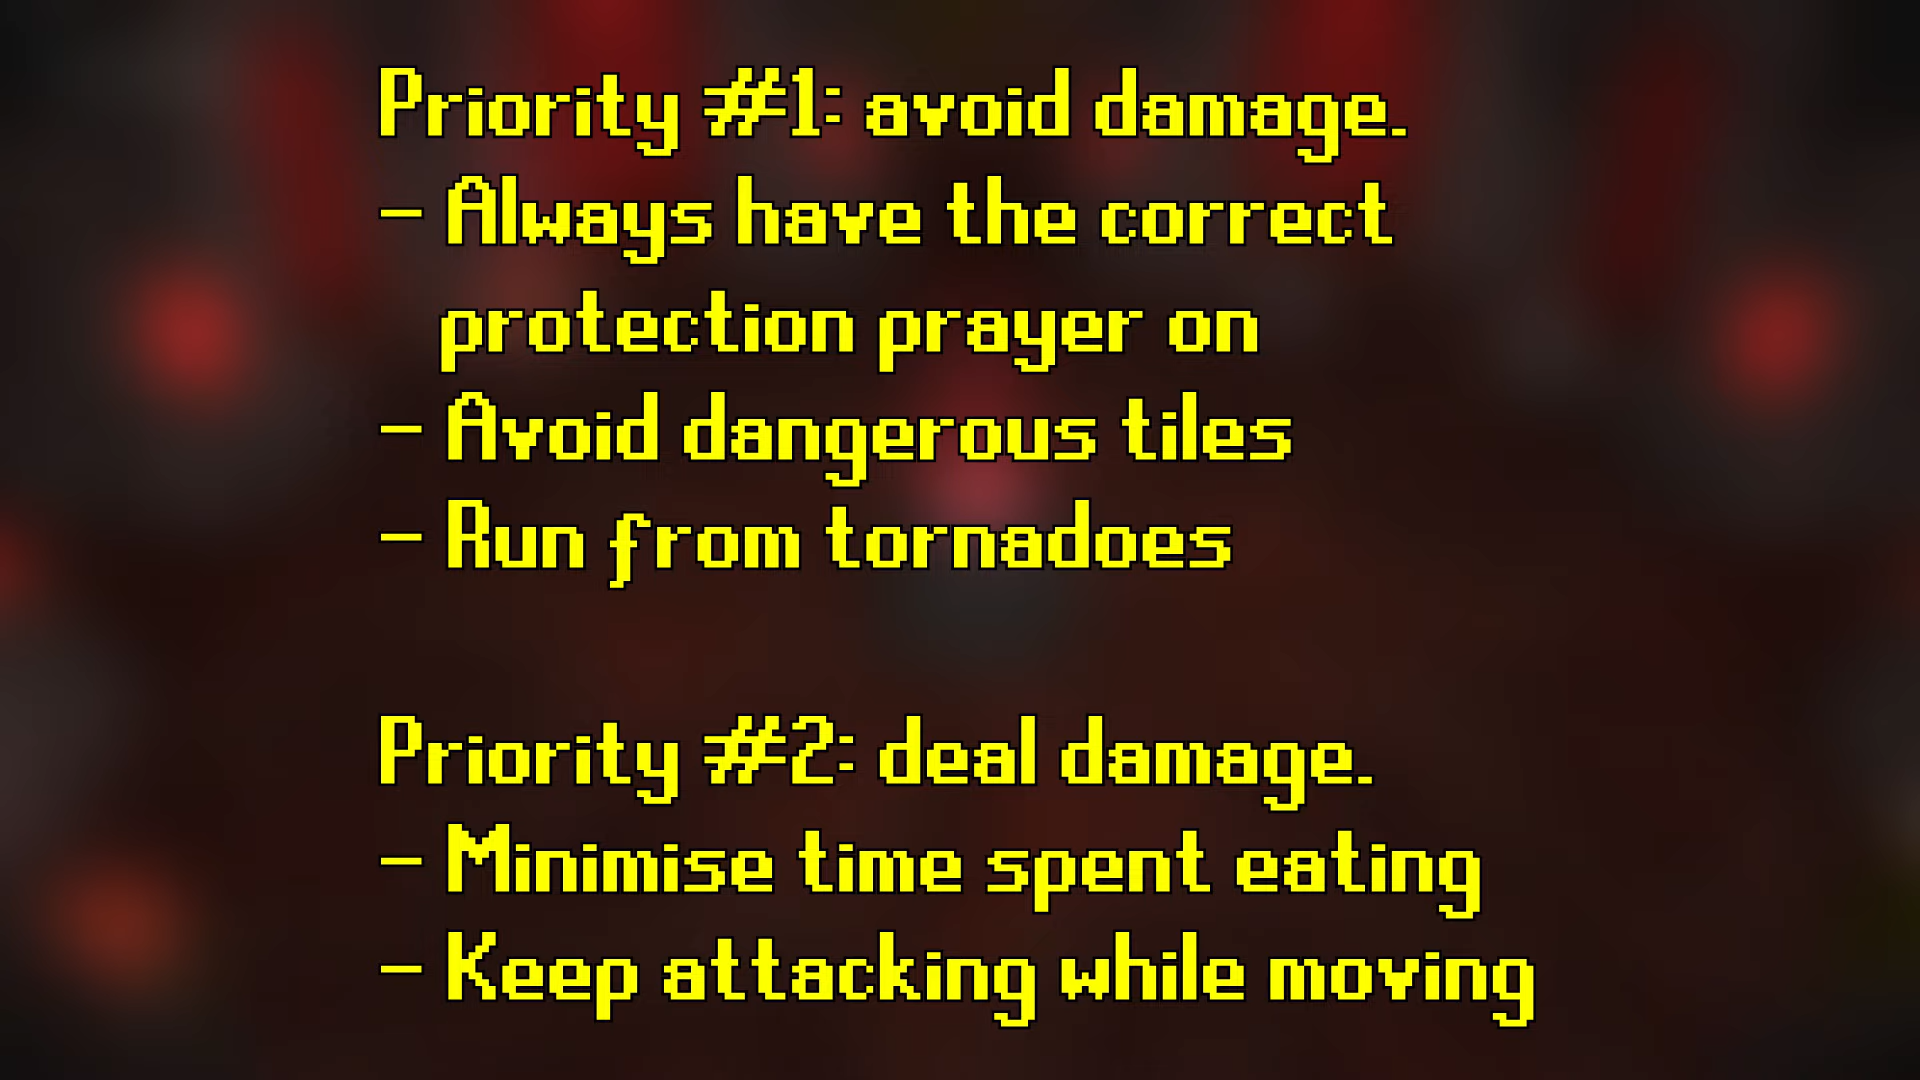 Priority #1: avoid damage.
- Always have the correct
protection prayer on
- Avoid dangerous tiles
- Run from tornadoes
Priority #2: deal damage.
- Minimise time spent eating
- Keep attacking while moving